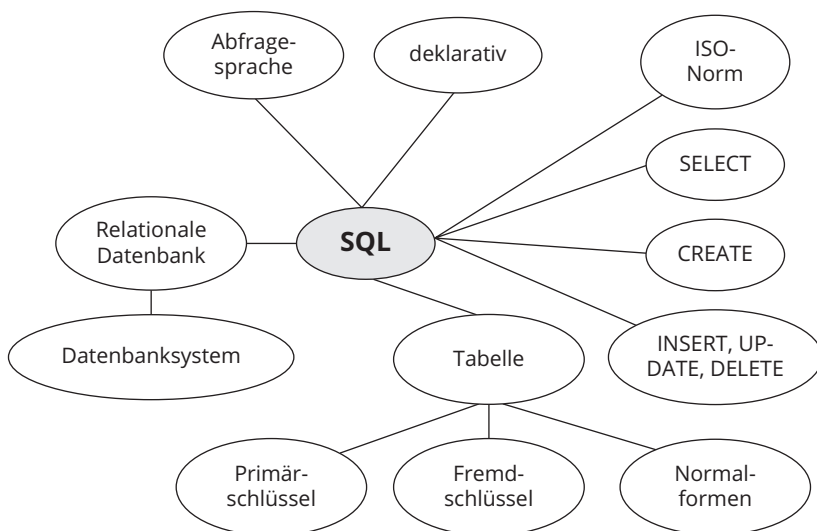 Abfrage-
sprache
deklarativ
ISO-
Norm
SELECT
Relationale
Datenbank
SQL
CREATE
Datenbanksystem
Tabelle
INSERT, UP-
DATE, DELETE
Primär-
schlüssel
Fremd-
schlüssel
Normal-
formen